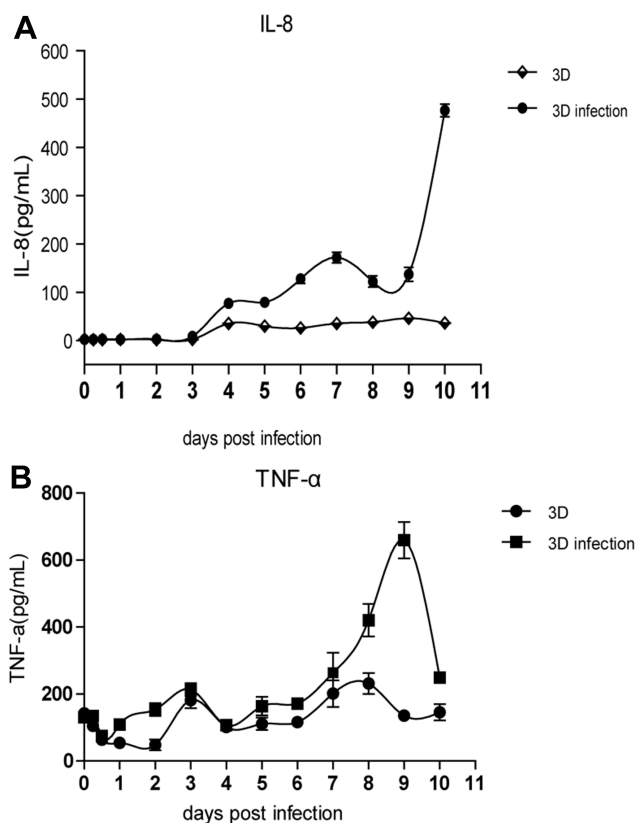 A
IL-8
600
500
400
300
200
100
0
IL-8(pg/mL)
0 1 2 3 4 5 6 7 8 9 10 11
days post infection
3D
3D infection
B
TNF-α
800
600
400
200
0
TNF-a(pg/mL)
0 1 2 3 4 5 6 7 8 9 10 11
days post infection
3D
3D infection